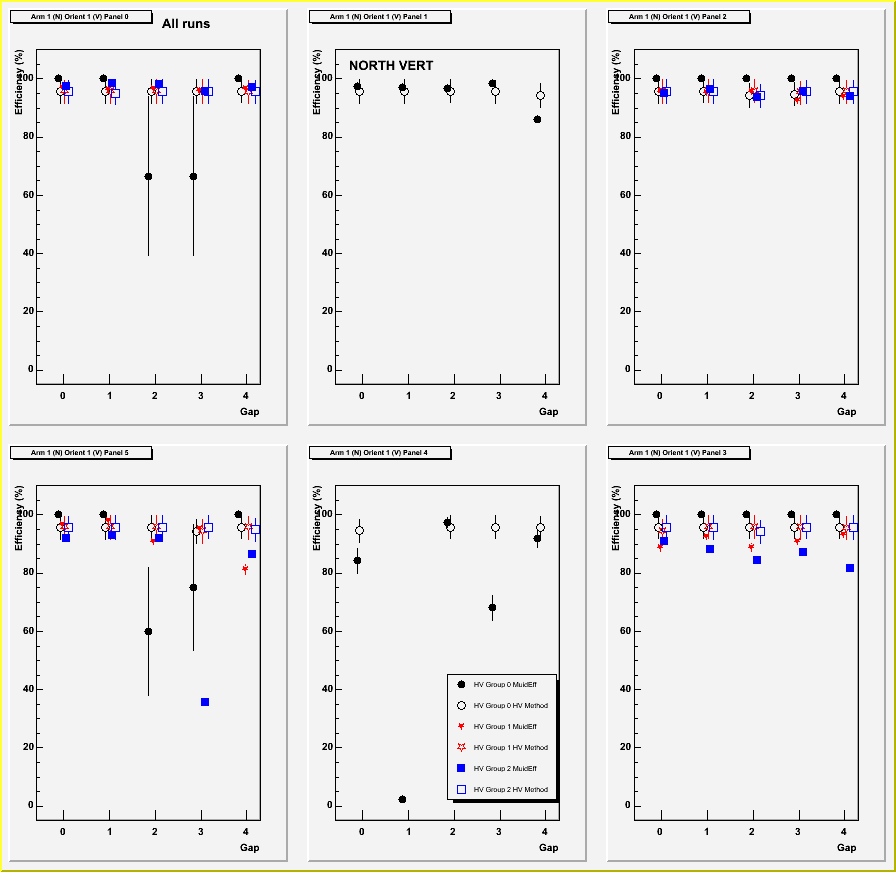 Arm 1 (N) Orient 1 (V) Panel 0
All runs
Efficiency (%)
100
80
60
40
20
0
0 1 2 3 4
Gap
Arm 1 (N) Orient 1 (V) Panel 1
NORTH VERT
Efficiency (%)
100
80
60
40
20
0
0 1 2 3 4
Gap
Arm 1 (N) Orient 1 (V) Panel 2
Efficiency (%)
100
80
60
40
20
0
0 1 2 3 4
Gap
Arm 1 (N) Orient 1 (V) Panel 5
Efficiency (%)
100
80
60
40
20
0
0 1 2 3 4
Gap
Arm 1 (N) Orient 1 (V) Panel 4
Efficiency (%)
100
80
60
40
20
0
0 1 2 3 4
Gap
HV Group 0 MuidEff
HV Group 0 HV Method
HV Group 1 MuidEff
HV Group 1 HV Method
HV Group 2 MuidEff
HV Group 2 HV Method
Arm 1 (N) Orient 1 (V) Panel 3
Efficiency (%)
100
80
60
40
20
0
0 1 2 3 4
Gap